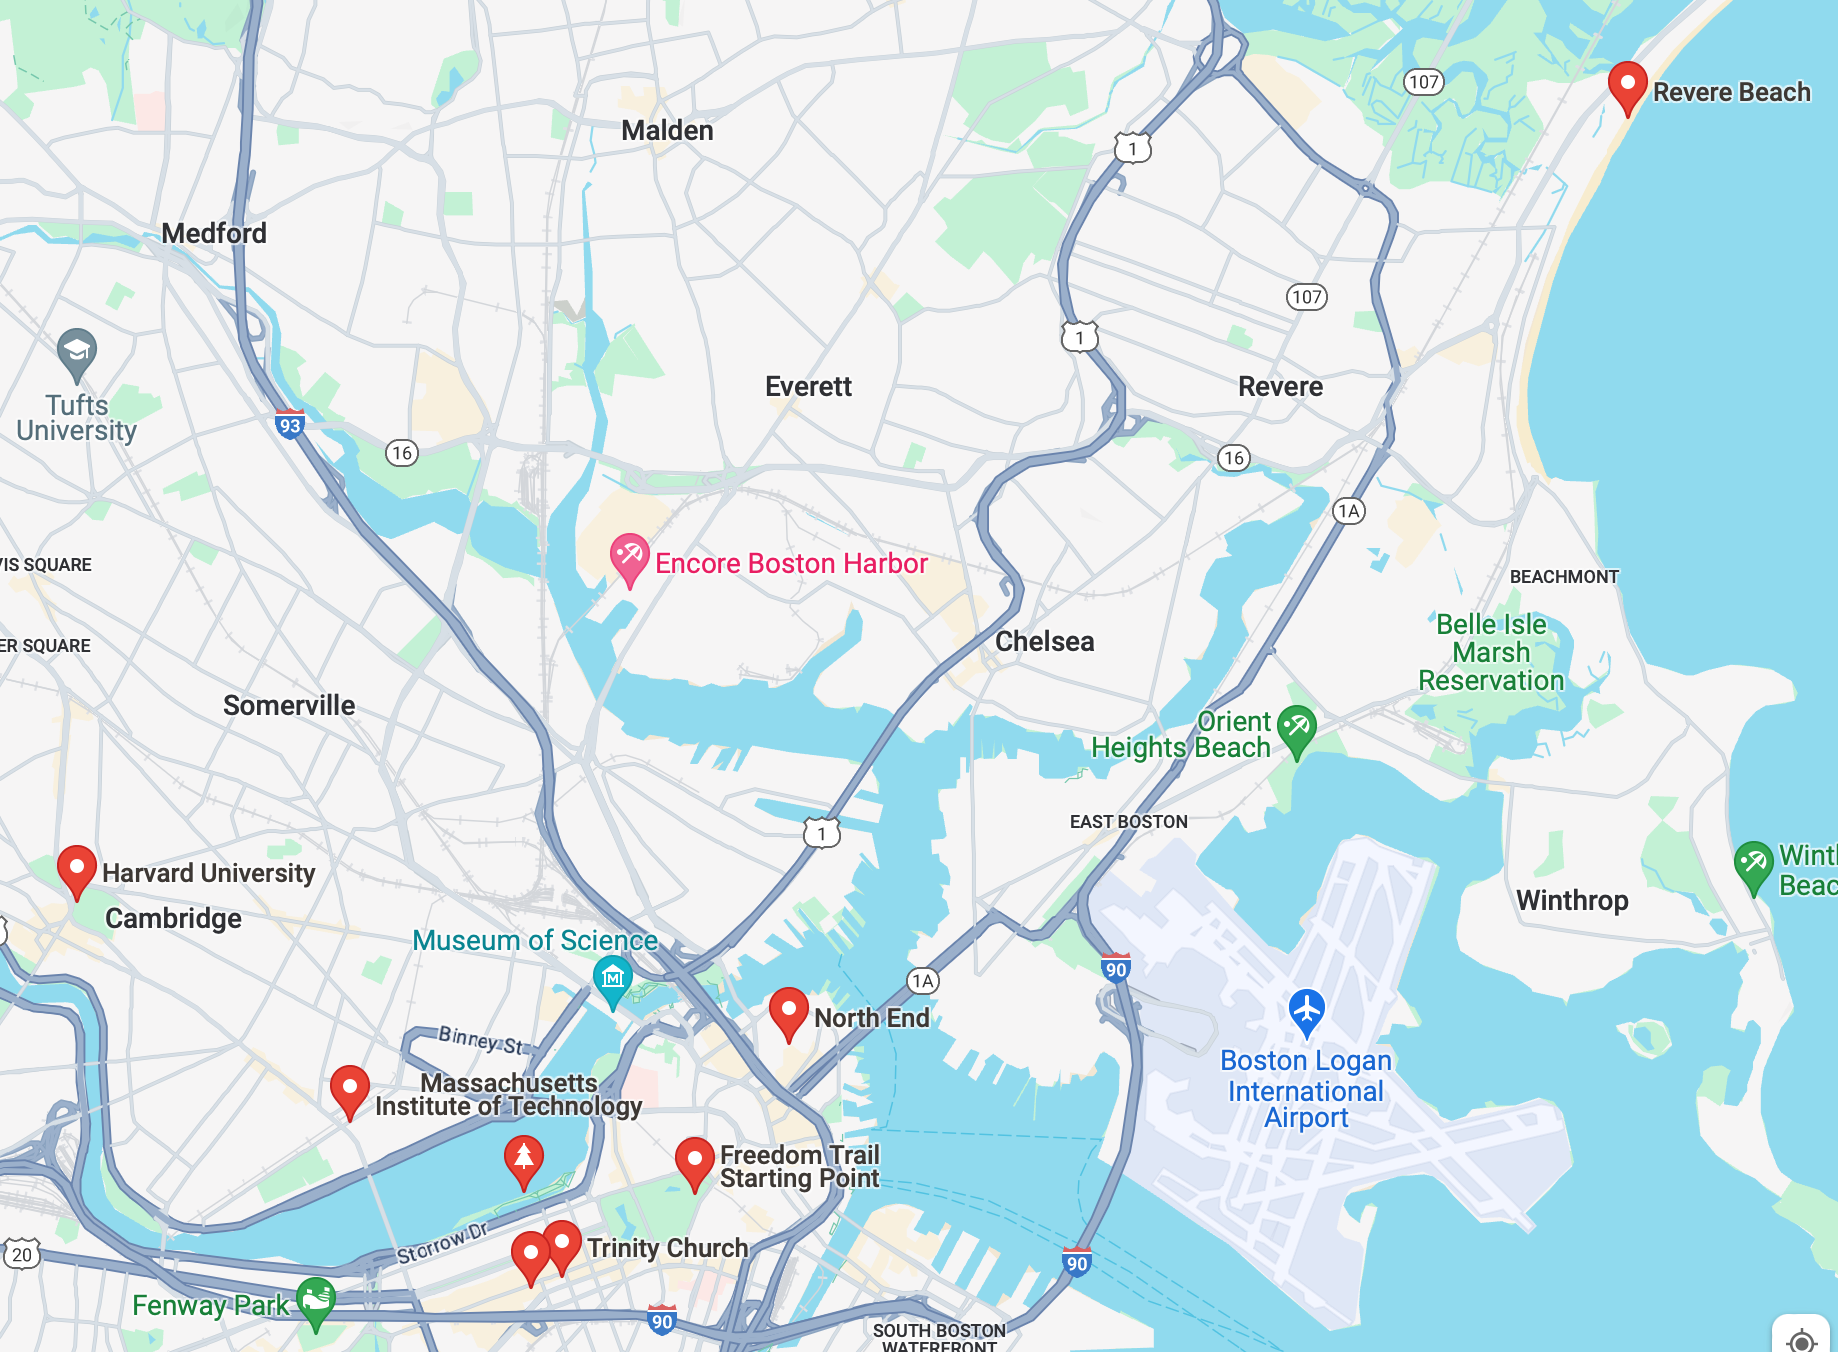 107
Revere Beach
Malden
1
Medford
107
1
Tufts
University
Everett
Revere
93
16
16
1A
VIS SQUARE
Encore Boston Harbor
BEACHMONT
Belle Isle
Marsh
Reservation
ER SQUARE
Chelsea
Somerville
Orient
Heights Beach
1
EAST BOSTON
Harvard University
Cambridge
Winthrop
Wint
Beac
Museum of Science
90
1A
North End
Binney St
Boston Logan
International
Airport
Massachusetts
Institute of Technology
Freedom Trail
Starting Point
Storrow Dr
Trinity Church
20
Fenway Park
90
90
SOUTH BOSTON
WATERFRONT